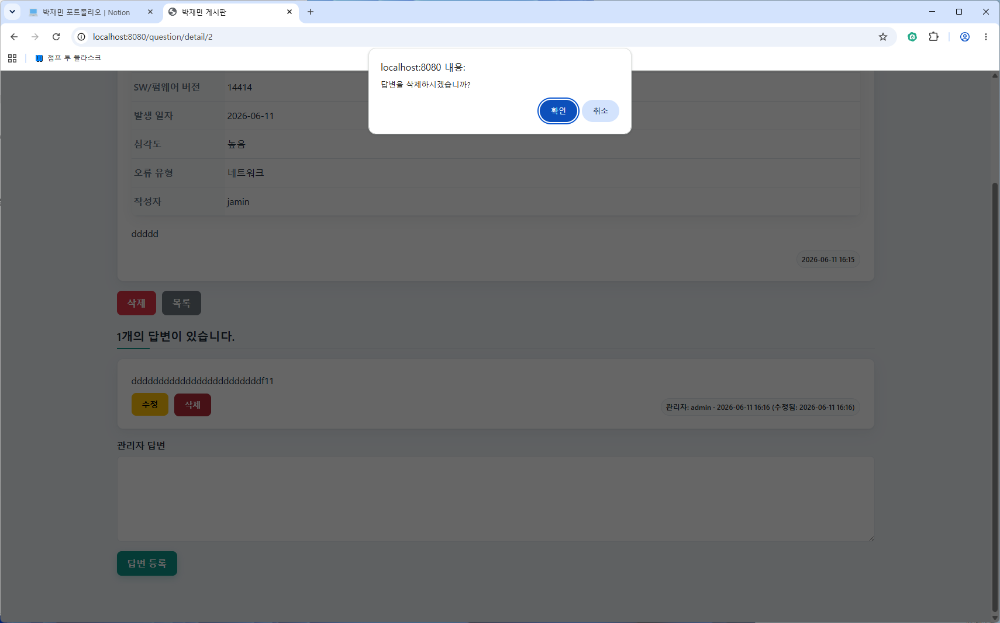 박재민 포트폴리오 | Notion
박재민 게시판
localhost:8080/question/detail/2
점프 투 플라스크
localhost:8080 내용:
답변을 삭제하시겠습니까?
확인 취소
SW/펌웨어 버전 14414
발생 일자 2026-06-11
심각도 높음
오류 유형 네트워크
작성자 jamin
ddddd
2026-06-11 16:15
삭제 목록
1개의 답변이 있습니다.
ddddddddddddddddddddddddf11
수정 삭제
관리자: admin · 2026-06-11 16:16 (수정됨: 2026-06-11 16:16)
관리자 답변
답변 등록